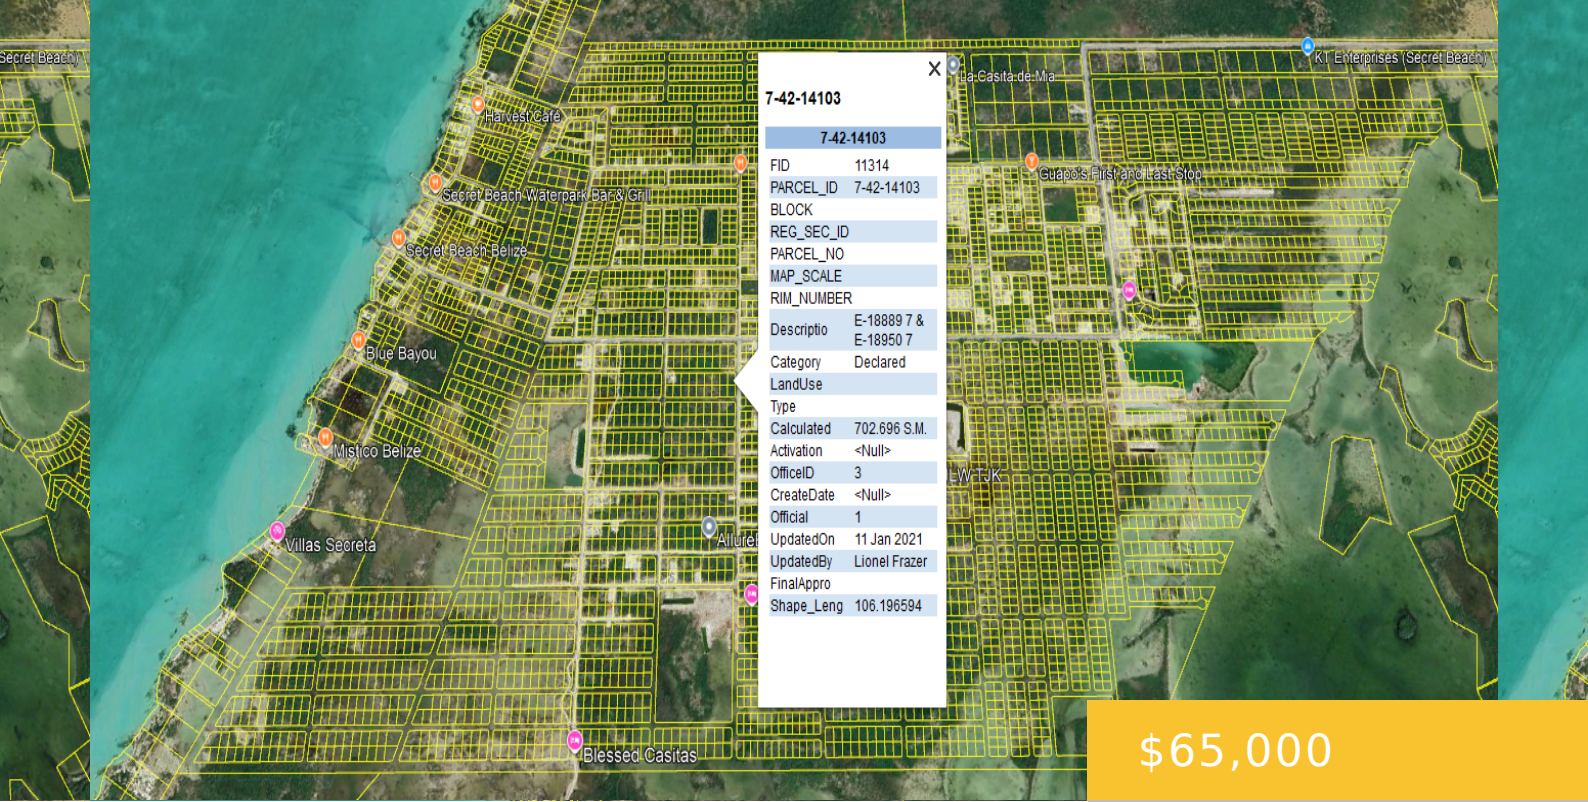 Secret Beach)
KT Enterprises (Secret Beach)
La Casita de Mia
Harvest Cafe
Guapo's First and Last Stop
Secret Beach Waterpark Bar & Grill
Secret Beach Belize
Blue Bayou
Mistico Belize
LWTJK
Allure
Villas Secreta
Blessed Casitas
X
7-42-14103
7-42-14103
FID 11314
PARCEL_ID 7-42-14103
BLOCK
REG_SEC_ID
PARCEL_NO
MAP_SCALE
RIM_NUMBER
Descriptio E-18889 7 &
E-18950 7
Category Declared
LandUse
Type
Calculated 702.696 S.M.
Activation <Null>
OfficeID 3
CreateDate <Null>
Official 1
UpdatedOn 11 Jan 2021
UpdatedBy Lionel Frazer
FinalAppro
Shape_Leng 106.196594
$65,000